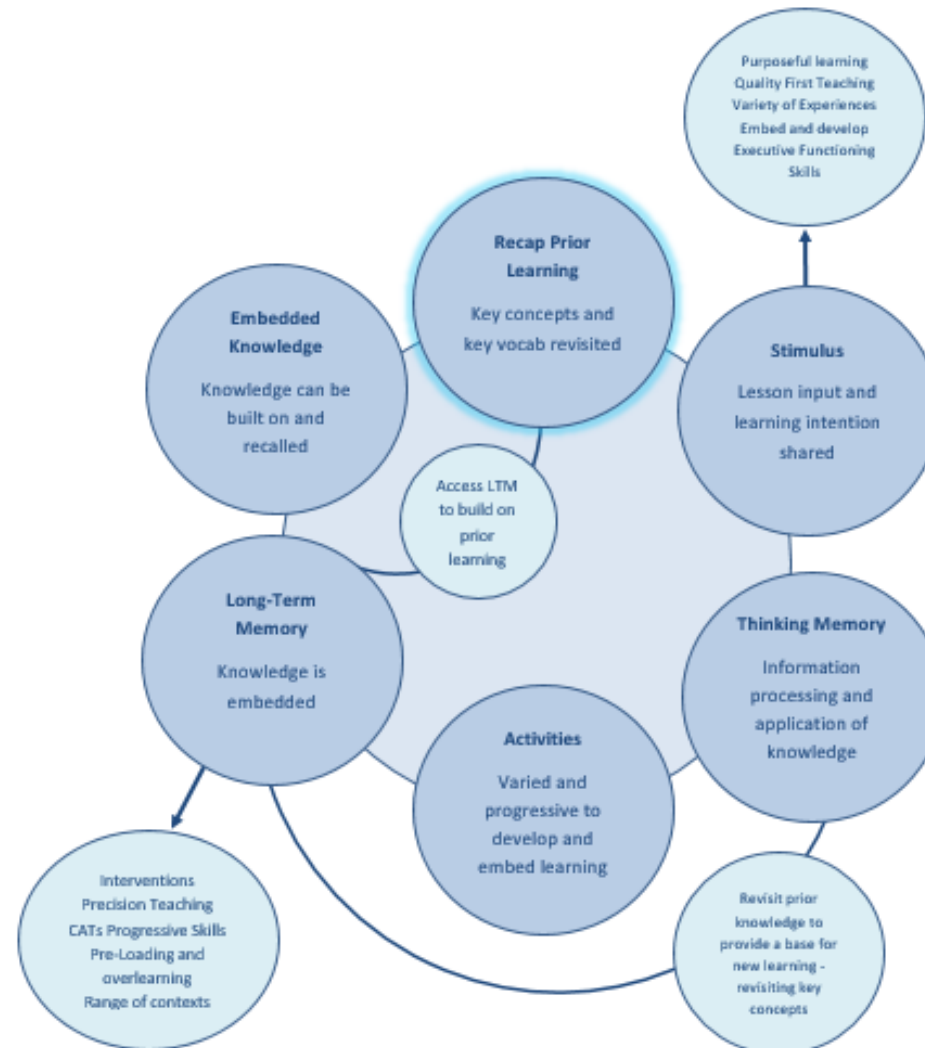 Purposeful learning
Quality First Teaching
Variety of Experiences
Embed and develop
Executive Functioning
Skills
Recap Prior
Learning
Key concepts and
key vocab revisited
Embedded
Knowledge
Knowledge can be
built on and
recalled
Stimulus
Lesson input and
learning intention
shared
Access LTM
to build on
prior
learning
Long-Term
Memory
Knowledge is
embedded
Thinking Memory
Information
processing and
application of
knowledge
Activities
Varied and
progressive to
develop and
embed learning
Interventions
Precision Teaching
CATs Progressive Skills
Pre-Loading and
overlearning
Range of contexts
Revisit prior
knowledge to
provide a base for
new learning -
revisiting key
concepts